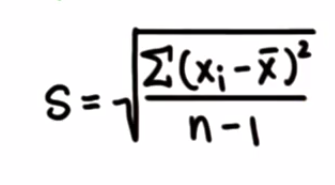 S = √(Σ(xᵢ - x̄)² / (n - 1))